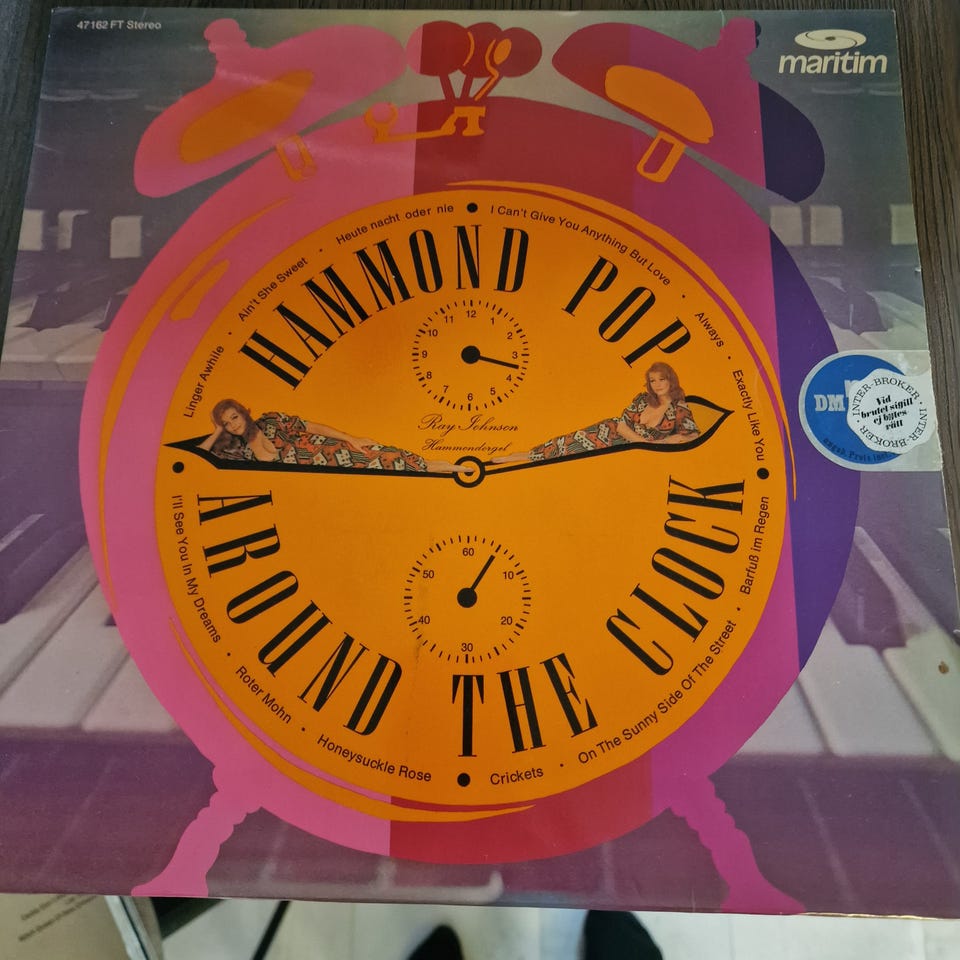 47162 FT Stereo
maritim
Heute nacht oder nie • I Can't Give You Anything But Love • Always • Exactly Like You •
Barfuß im Regen • On The Sunny Side Of The Street • Crickets •
Honeysuckle Rose • Roter Mohn • I'll See You In My Dreams •
Linger Awhile • Ain't She Sweet •
HAMMOND POP
12
1
2
3
4
5
6
7
8
9
10
11
Ray Johnson
Hammondorgel
60
10
20
30
40
50
AROUND THE CLOCK
DM
INTER-BROKER • INTER-BROKER •
Vid
brutet sigill
ej bytes
rätt